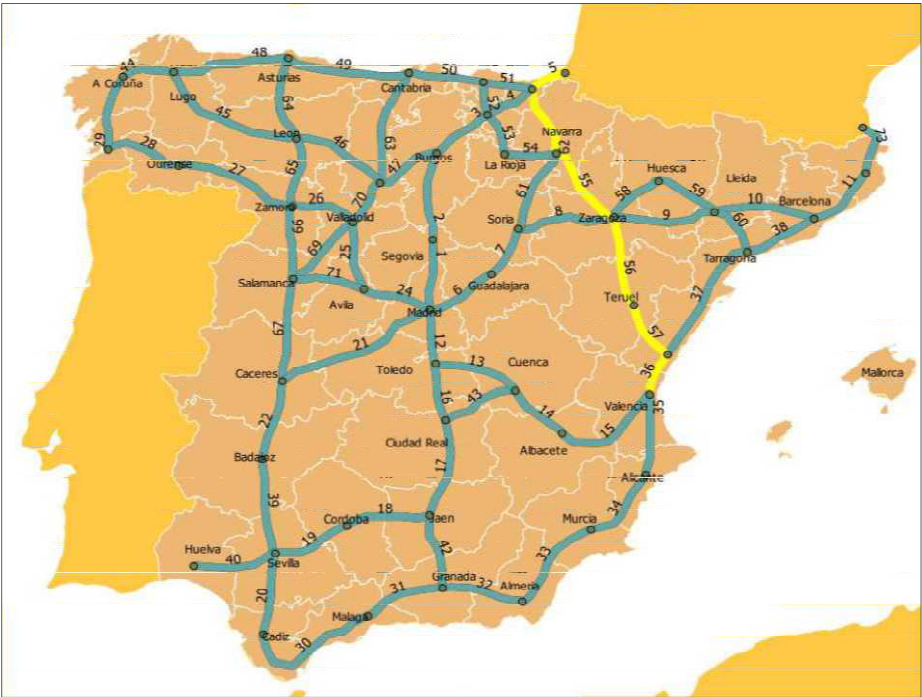 48
49
50
51
5
44
A Coruña
Asturias
Cantabria
4
52
73
Lugo
64
3
45
Leon
46
63
53
Navarra
29
28
Ourense
27
65
47
Burgos
La Rioja
54
62
55
Huesca
58
59
Lleida
11
Zamora
26
Valladolid
70
61
Soria
8
Zaragoza
9
10
Barcelona
2
66
69
25
Segovia
1
7
60
38
Salamanca
71
24
Avila
6
Guadalajara
Tarragona
56
37
Madrid
Teruel
67
21
12
57
Caceres
Toledo
13
Cuenca
36
Mallorca
16
43
22
14
Valencia
35
Ciudad Real
15
Badajoz
17
Albacete
Alicante
39
18
Cordoba
Jaen
Murcia
34
19
Huelva
40
Sevilla
42
33
20
31
Granada
32
Almeria
Malaga
Cadiz
30